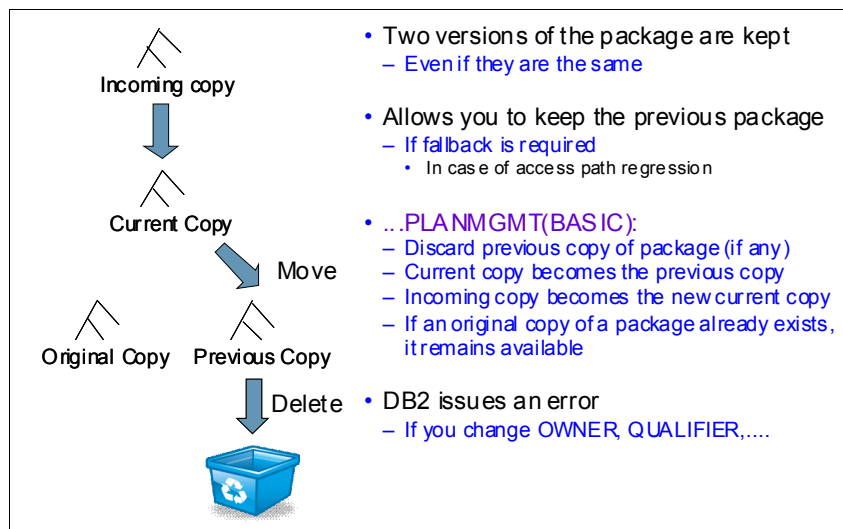 Incoming copy
Current Copy
Move
Original Copy
Previous Copy
Delete
• Two versions of the package are kept
– Even if they are the same
• Allows you to keep the previous package
– If fallback is required
• In case of access path regression
• ...PLANMGMT(BASIC):
– Discard previous copy of package (if any)
– Current copy becomes the previous copy
– Incoming copy becomes the new current copy
– If an original copy of a package already exists,
it remains available
• DB2 issues an error
– If you change OWNER, QUALIFIER,....